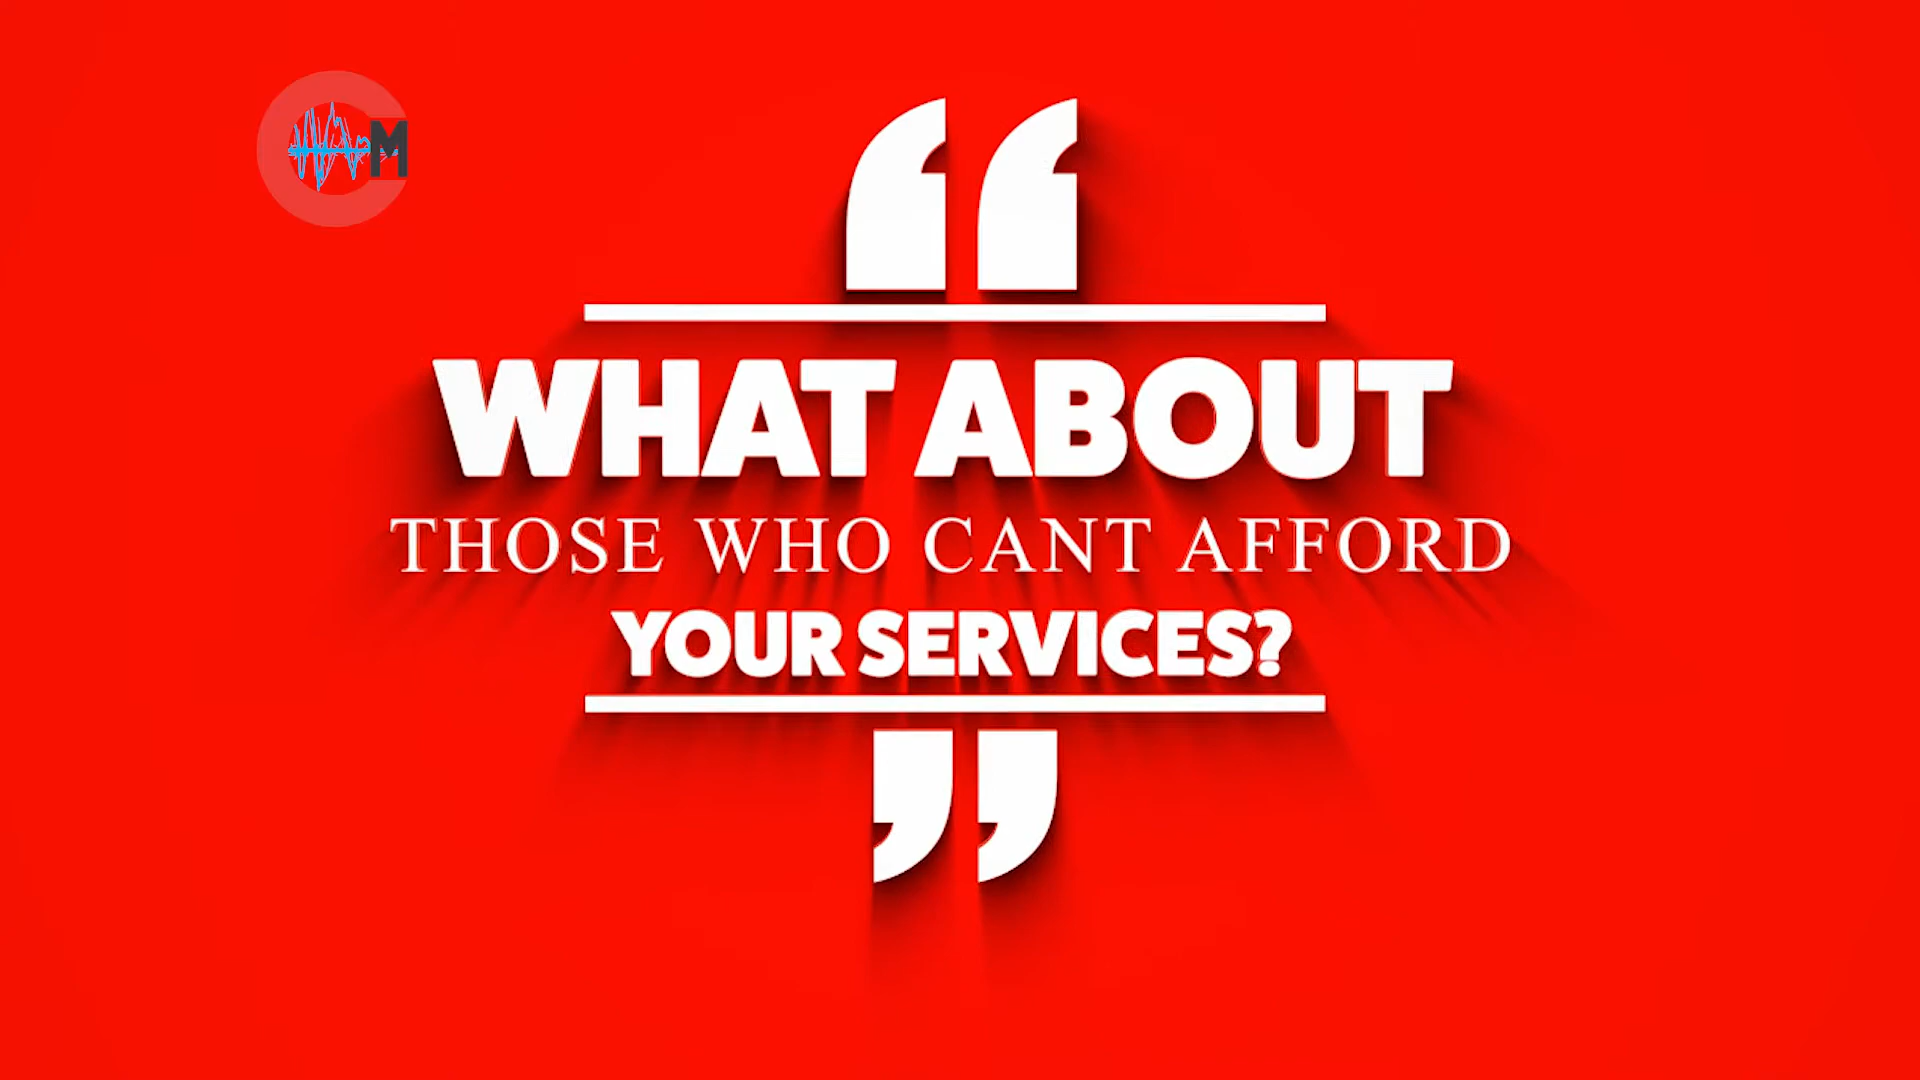 M
“
WHAT ABOUT
THOSE WHO CANT AFFORD
YOUR SERVICES?
”